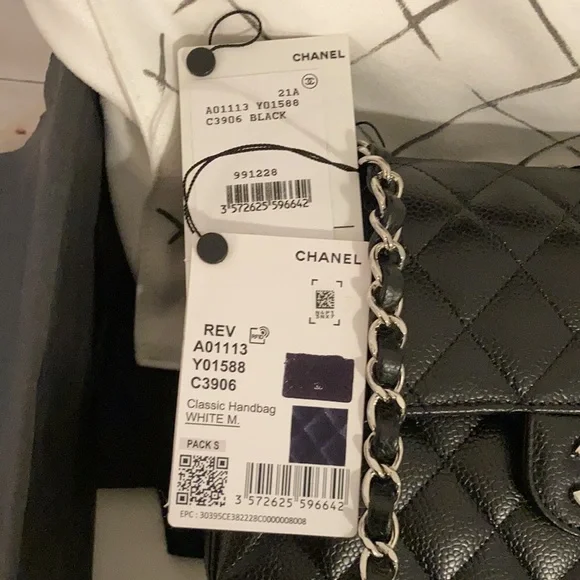 CHANEL
21A
A01113 Y01588
C3906 BLACK
991228
3 572625 596642
CHANEL
REV
RFID
A01113
Y01588
C3906
Classic Handbag
WHITE M.
PACK S
3 572625 596642
EPC : 30395CE382228C0000008008